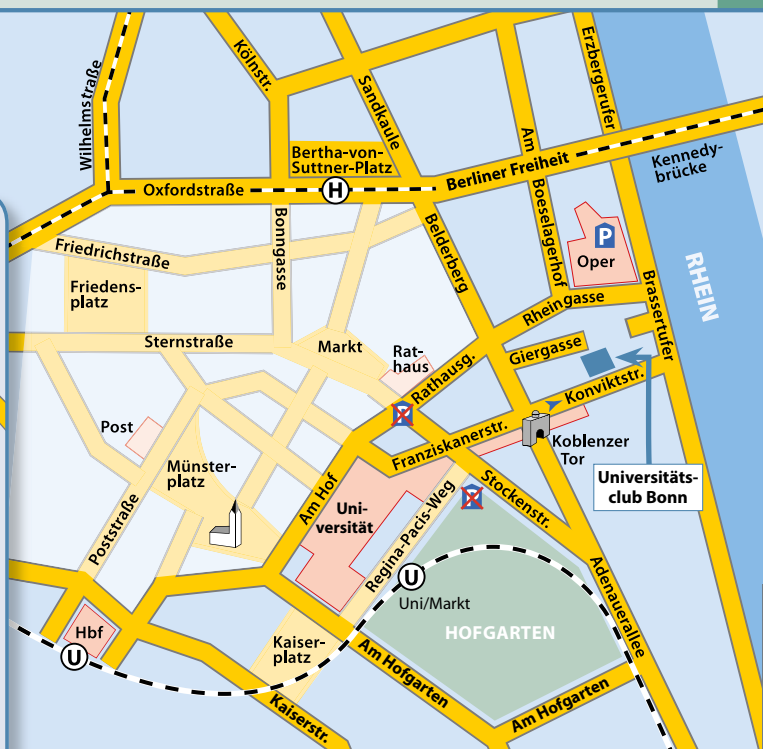 Wilhelmstraße
Kölnstr.
Sandkaule
Am Boeselagerhof
Erzbergerufer
Bertha-von-
Suttner-Platz
Oxfordstraße
H
Berliner Freiheit
Kennedy-
brücke
Friedrichstraße
Bonngasse
Belderberg
P
Oper
RHEIN
Friedens-
platz
Rheingasse
Brassertufer
Sternstraße
Markt
Rat-
haus
Rathausg.
Giergasse
Konviktstr.
Post
Franziskanerstr.
Koblenzer
Tor
Universitäts-
club Bonn
Münster-
platz
Am Hof
Uni-
versität
Stockenstr.
Poststraße
Regina-Pacis-Weg
U
Uni/Markt
Adenauerallee
HOFGARTEN
Hbf
U
Kaiser-
platz
Am Hofgarten
Am Hofgarten
Kaiserstr.